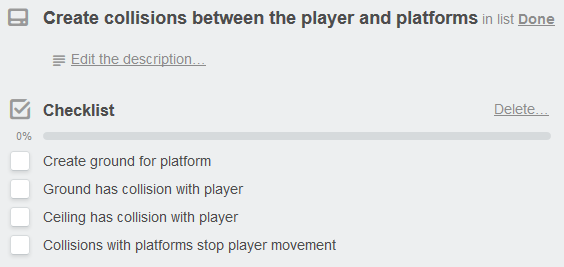 Create collisions between the player and platforms in list Done
Edit the description…
Checklist Delete…
0%
Create ground for platform
Ground has collision with player
Ceiling has collision with player
Collisions with platforms stop player movement